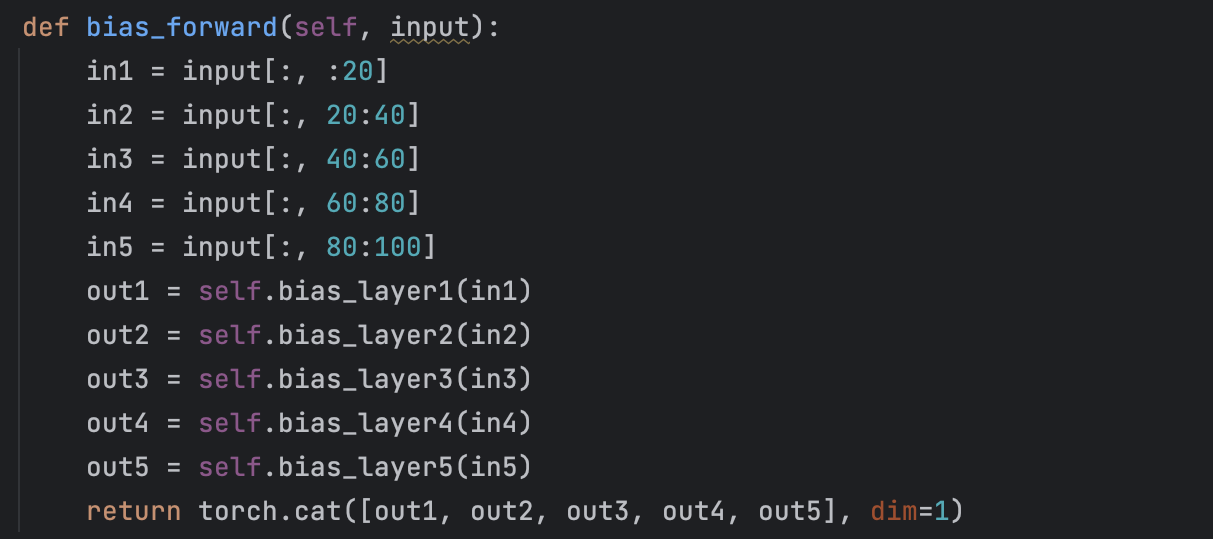 def bias_forward(self, input):
    in1 = input[:, :20]
    in2 = input[:, 20:40]
    in3 = input[:, 40:60]
    in4 = input[:, 60:80]
    in5 = input[:, 80:100]
    out1 = self.bias_layer1(in1)
    out2 = self.bias_layer2(in2)
    out3 = self.bias_layer3(in3)
    out4 = self.bias_layer4(in4)
    out5 = self.bias_layer5(in5)
    return torch.cat([out1, out2, out3, out4, out5], dim=1)